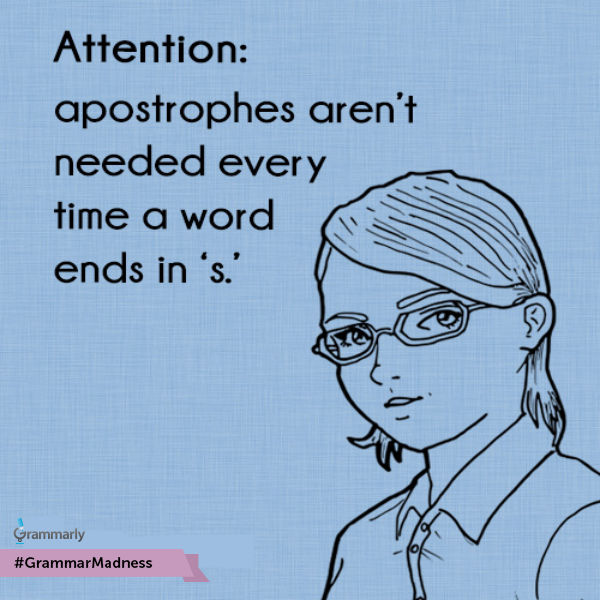 Attention:
apostrophes aren't
needed every
time a word
ends in ‘s.’
Grammarly
#GrammarMadness